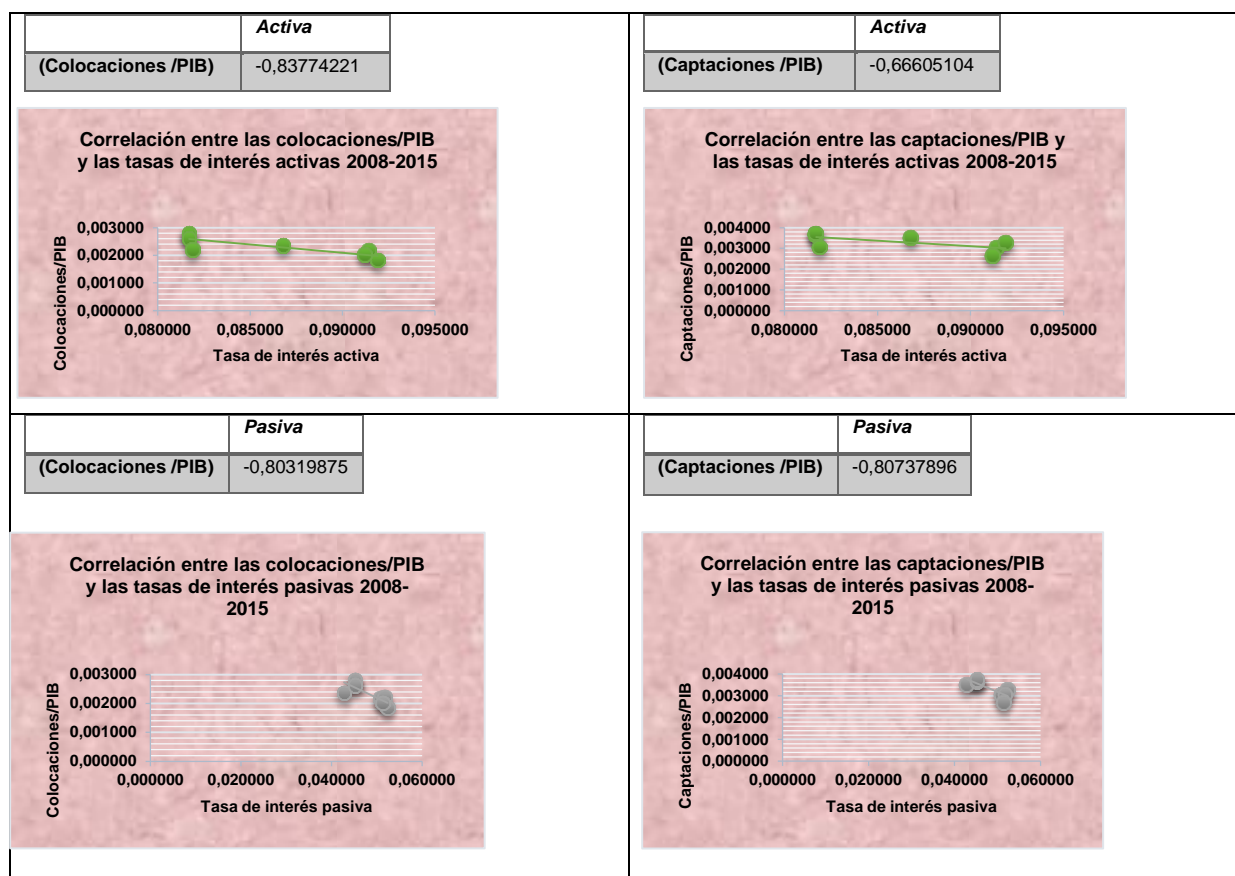 Activa
(Colocaciones /PIB) -0,83774221
Correlación entre las colocaciones/PIB
y las tasas de interés activas 2008-2015
Colocaciones/PIB
0,003000
0,002000
0,001000
0,000000
0,080000 0,085000 0,090000 0,095000
Tasa de interés activa
Activa
(Captaciones /PIB) -0,66605104
Correlación entre las captaciones/PIB y
las tasas de interés activas 2008-2015
Captaciones/PIB
0,004000
0,003000
0,002000
0,001000
0,000000
0,080000 0,085000 0,090000 0,095000
Tasa de interés activa
Pasiva
(Colocaciones /PIB) -0,80319875
Correlación entre las colocaciones/PIB
y las tasas de interés pasivas 2008-
2015
Colocaciones/PIB
0,003000
0,002000
0,001000
0,000000
0,000000 0,020000 0,040000 0,060000
Tasa de interés pasiva
Pasiva
(Captaciones /PIB) -0,80737896
Correlación entre las captaciones/PIB
y las tasas de interés pasivas 2008-
2015
Captaciones/PIB
0,004000
0,003000
0,002000
0,001000
0,000000
0,000000 0,020000 0,040000 0,060000
Tasa de interés pasiva